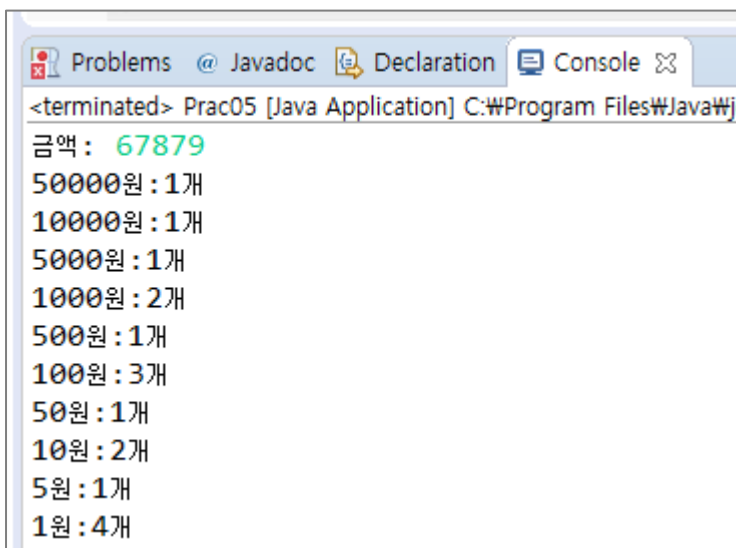 Problems @ Javadoc Declaration Console
<terminated> Prac05 [Java Application] C:₩Program Files₩Java₩j
금액: 67879
50000원:1개
10000원:1개
5000원:1개
1000원:2개
500원:1개
100원:3개
50원:1개
10원:2개
5원:1개
1원:4개